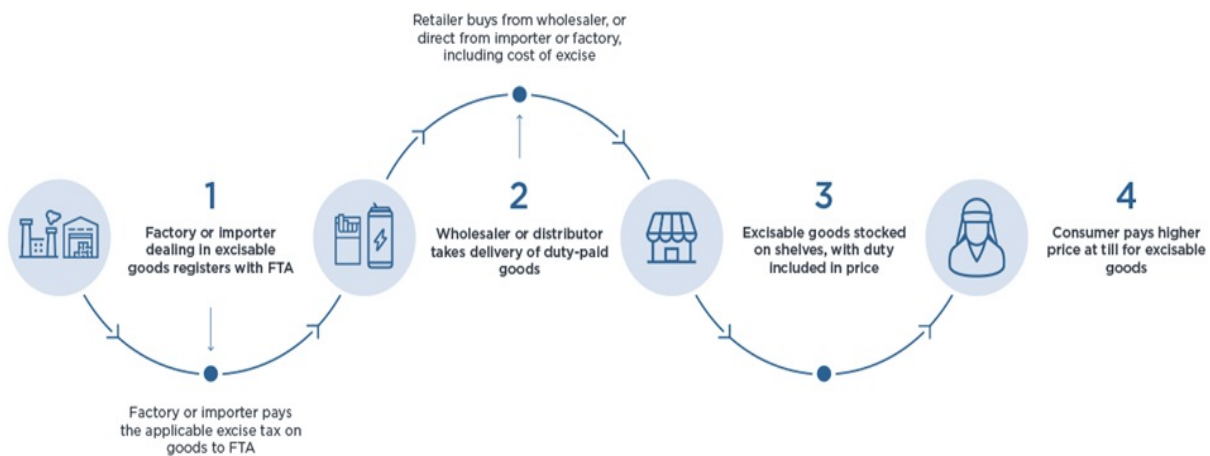 Retailer buys from wholesaler, or
direct from importer or factory,
including cost of excise
1
Factory or importer
dealing in excisable
goods registers with FTA
2
Wholesaler or distributor
takes delivery of duty-paid
goods
3
Excisable goods stocked
on shelves, with duty
included in price
4
Consumer pays higher
price at till for excisable
goods
Factory or importer pays
the applicable excise tax on
goods to FTA